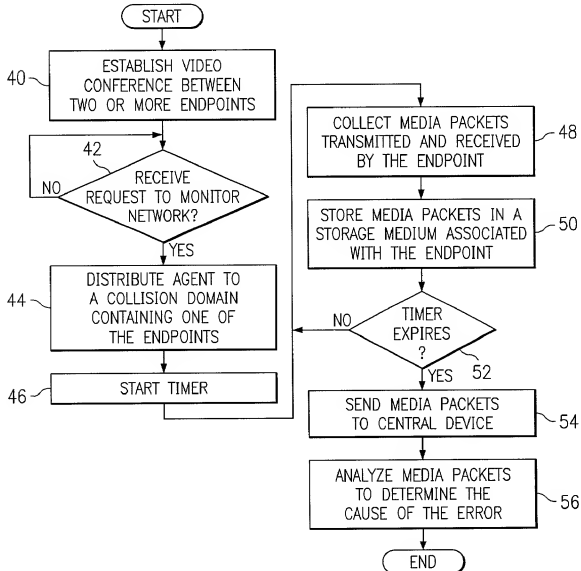 START
40
ESTABLISH VIDEO
CONFERENCE BETWEEN
TWO OR MORE ENDPOINTS
42
RECEIVE
REQUEST TO MONITOR
NETWORK?
NO
YES
44
DISTRIBUTE AGENT TO
A COLLISION DOMAIN
CONTAINING ONE OF
THE ENDPOINTS
46
START TIMER
COLLECT MEDIA PACKETS
TRANSMITTED AND RECEIVED
BY THE ENDPOINT
48
STORE MEDIA PACKETS IN A
STORAGE MEDIUM ASSOCIATED
WITH THE ENDPOINT
50
TIMER
EXPIRES
?
NO
52
YES
SEND MEDIA PACKETS
TO CENTRAL DEVICE
54
ANALYZE MEDIA PACKETS
TO DETERMINE THE
CAUSE OF THE ERROR
56
END